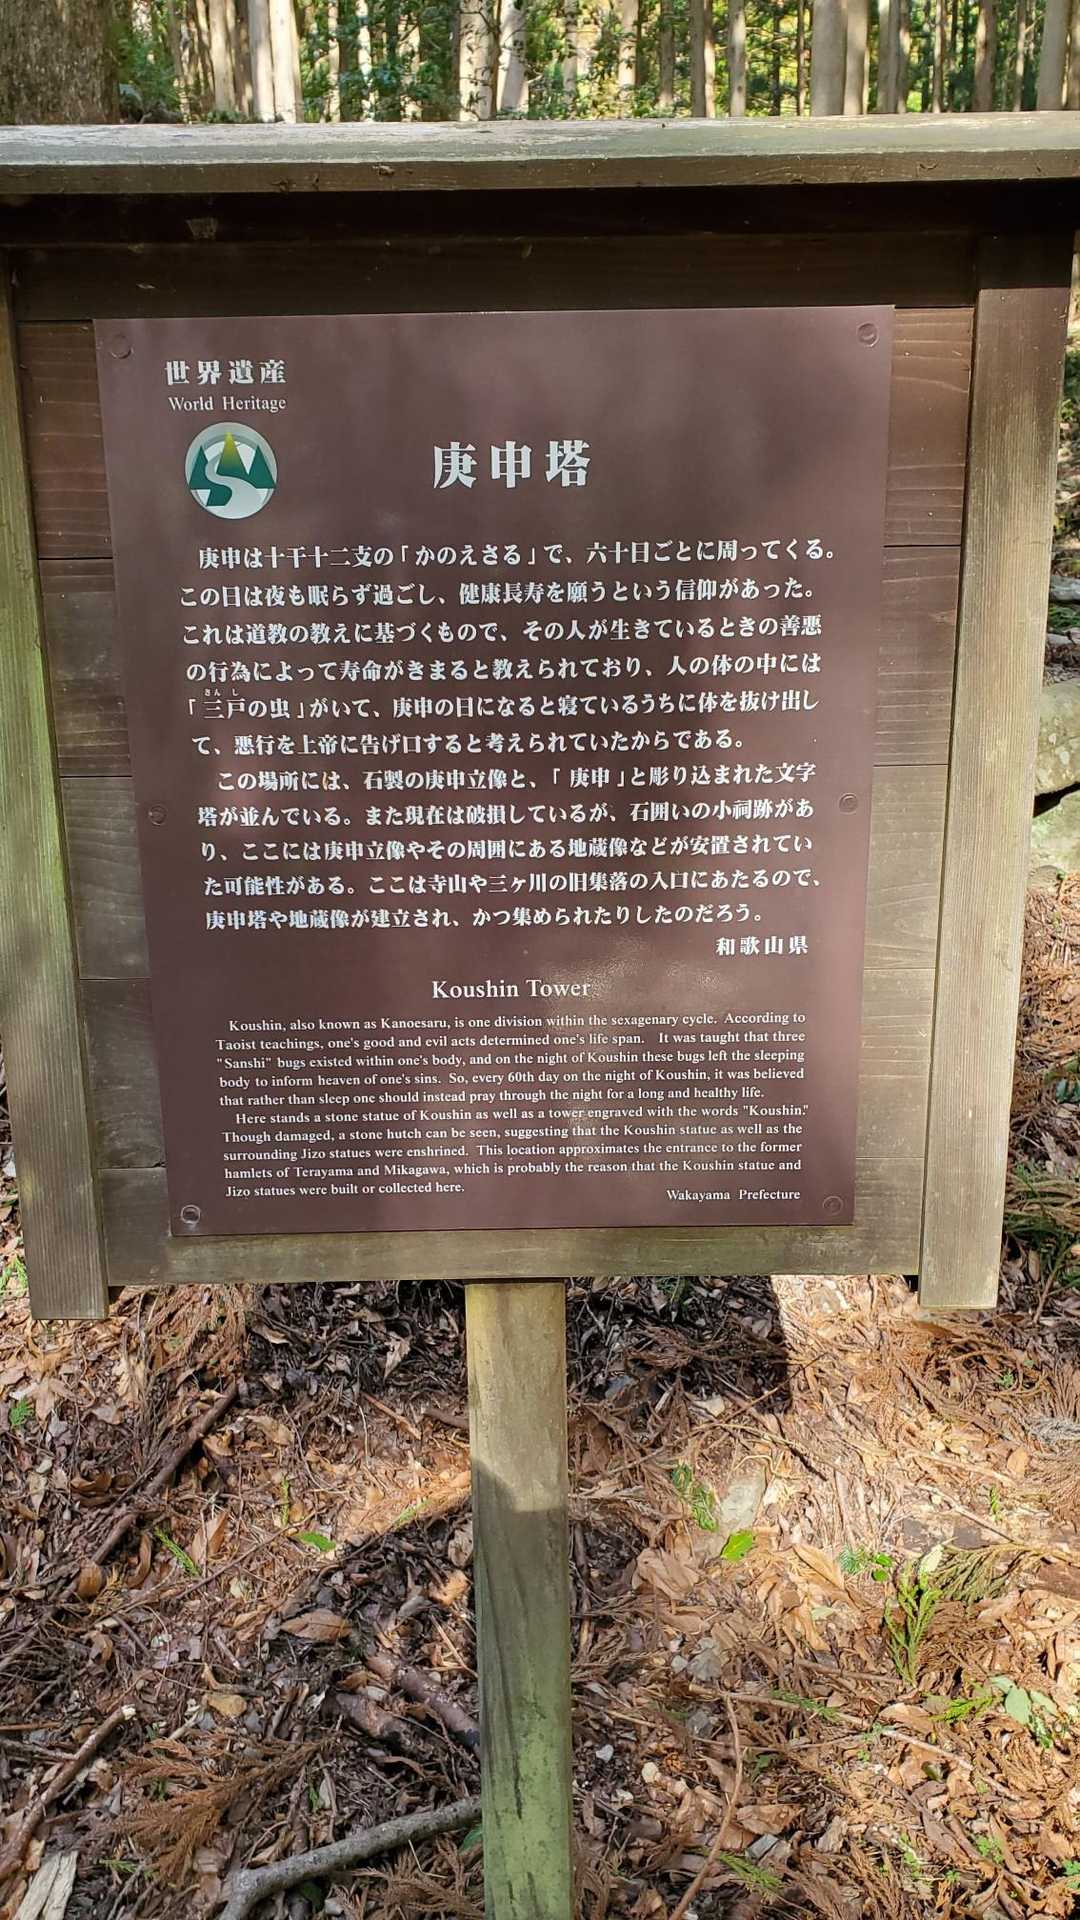 世界遺産
World Heritage
庚申塔
庚申は十干十二支の「かのえさる」で、六十日ごとに周ってくる。
この日は夜も眠らず過ごし、健康長寿を願うという信仰があった。
これは道教の教えに基づくもので、その人が生きているときの善悪
の行為によって寿命がきまると教えられており、人の体の中には
さんし
「三戸の虫」がいて、庚申の日になると寝ているうちに体を抜け出し
て、悪行を上帝に告げ口すると考えられていたからである。
この場所には、石製の庚申立像と、「庚申」と彫り込まれた文字
塔が並んでいる。また現在は破損しているが、石囲いの小祠跡があ
り、ここには庚申立像やその周囲にある地蔵像などが安置されてい
た可能性がある。ここは寺山や三ヶ川の旧集落の入口にあたるので、
庚申塔や地蔵像が建立され、かつ集められたりしたのだろう。
和歌山県
Koushin Tower
Koushin, also known as Kanoesaru, is one division within the sexagenary cycle. According to
Taoist teachings, one's good and evil acts determined one's life span. It was taught that three
"Sanshi" bugs existed within one's body, and on the night of Koushin these bugs left the sleeping
body to inform heaven of one's sins. So, every 60th day on the night of Koushin, it was believed
that rather than sleep one should instead pray through the night for a long and healthy life.
Here stands a stone statue of Koushin as well as a tower engraved with the words "Koushin."
Though damaged, a stone hutch can be seen, suggesting that the Koushin statue as well as the
surrounding Jizo statues were enshrined. This location approximates the entrance to the former
hamlets of Terayama and Mikagawa, which is probably the reason that the Koushin statue and
Jizo statues were built or collected here.
Wakayama Prefecture